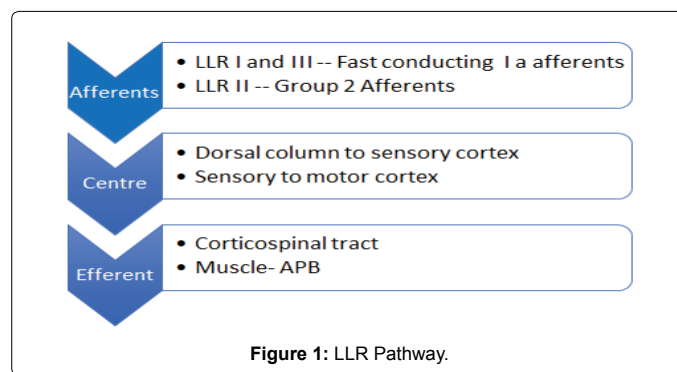 Afferents
• LLR I and III -- Fast conducting I a afferents
• LLR II -- Group 2 Afferents
Centre
• Dorsal column to sensory cortex
• Sensory to motor cortex
Efferent
• Corticospinal tract
• Muscle- APB
Figure 1: LLR Pathway.